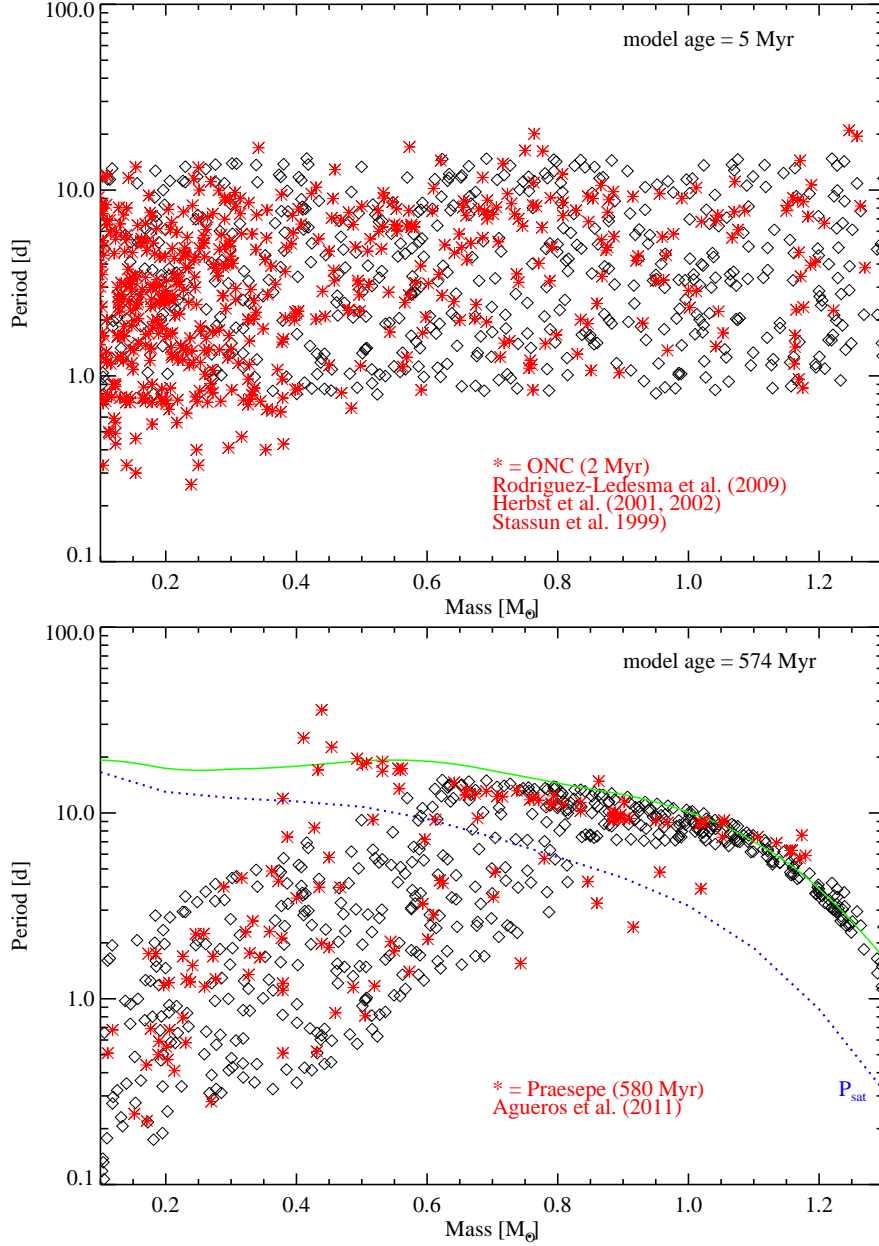 100.0
model age = 5 Myr
10.0
Period [d]
1.0
* = ONC (2 Myr)
Rodriguez-Ledesma et al. (2009)
Herbst et al. (2001, 2002)
Stassun et al. 1999)
0.1
0.2 0.4 0.6 0.8 1.0 1.2
Mass [M⊙]
100.0
model age = 574 Myr
10.0
Period [d]
1.0
* = Praesepe (580 Myr)
Agueros et al. (2011)
Psat
0.1
0.2 0.4 0.6 0.8 1.0 1.2
Mass [M⊙]